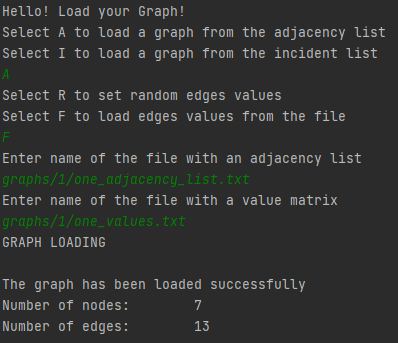 Hello! Load your Graph!
Select A to load a graph from the adjacency list
Select I to load a graph from the incident list
A
Select R to set random edges values
Select F to load edges values from the file
F
Enter name of the file with an adjacency list
graphs/1/one_adjacency_list.txt
Enter name of the file with a value matrix
graphs/1/one_values.txt
GRAPH LOADING

The graph has been loaded successfully
Number of nodes:        7
Number of edges:        13